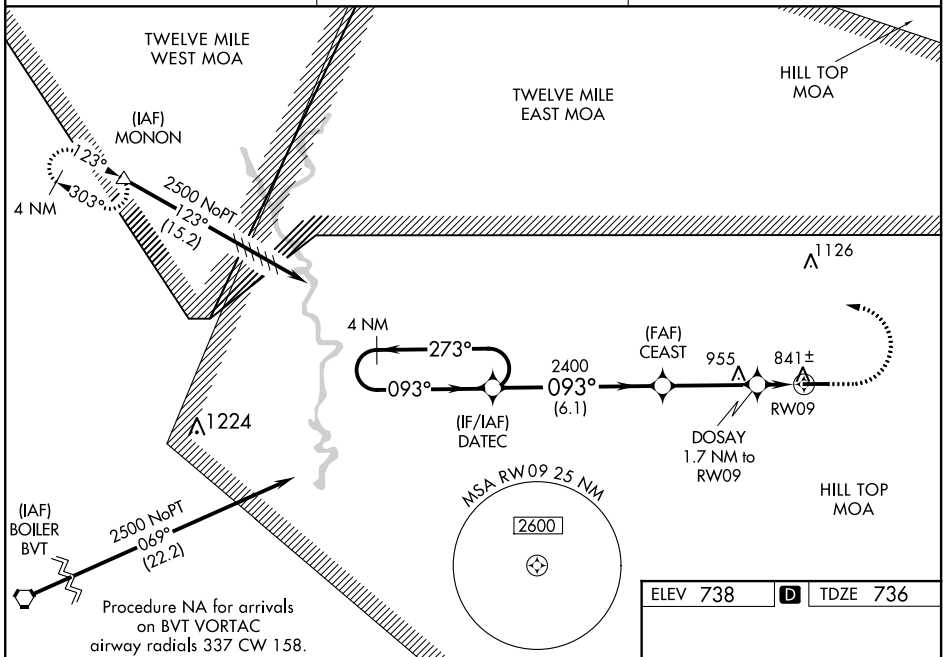 TWELVE MILE
WEST MOA
TWELVE MILE
EAST MOA
HILL TOP
MOA
(IAF)
MONON
123°
303°
4 NM
2500 NoPT
123°
(15.2)
1126
4 NM
273°
093°
(IF/IAF)
DATEC
2400
093°
(6.1)
(FAF)
CEAST
955
841±
RW09
DOSAY
1.7 NM to
RW09
1224
(IAF)
BOILER
BVT
2500 NoPT
069°
(22.2)
Procedure NA for arrivals
on BVT VORTAC
airway radials 337 CW 158.
MSA RW09 25 NM
2600
HILL TOP
MOA
ELEV 738 D TDZE 736